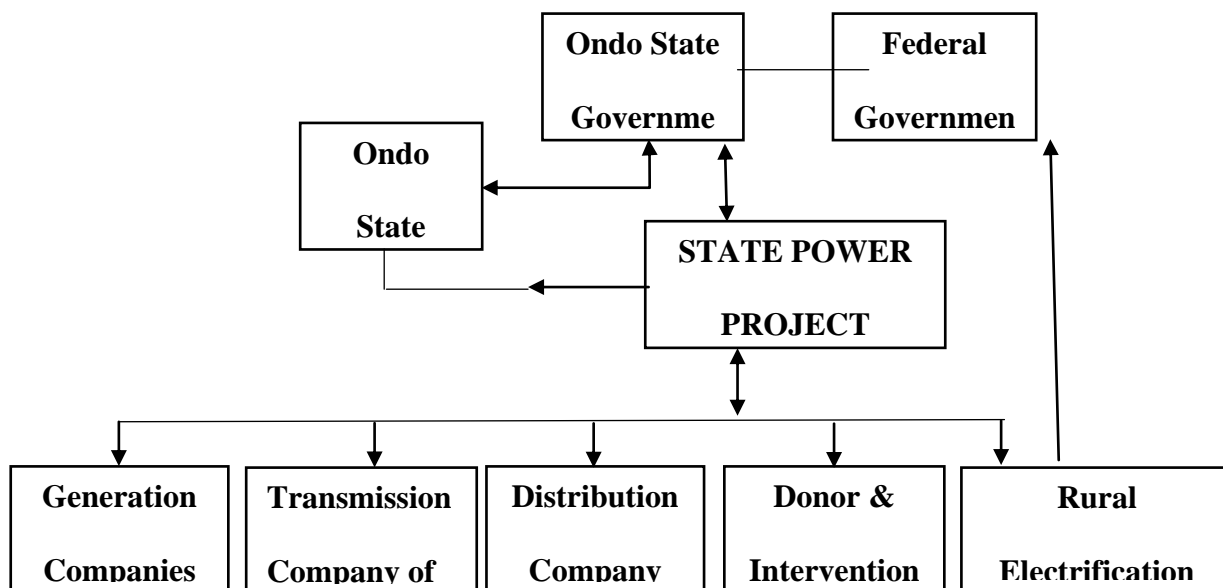 Ondo State
Governme
Federal
Governmen
Ondo
State
STATE POWER
PROJECT
Generation
Companies
Transmission
Company of
Distribution
Company
Donor &
Intervention
Rural
Electrification